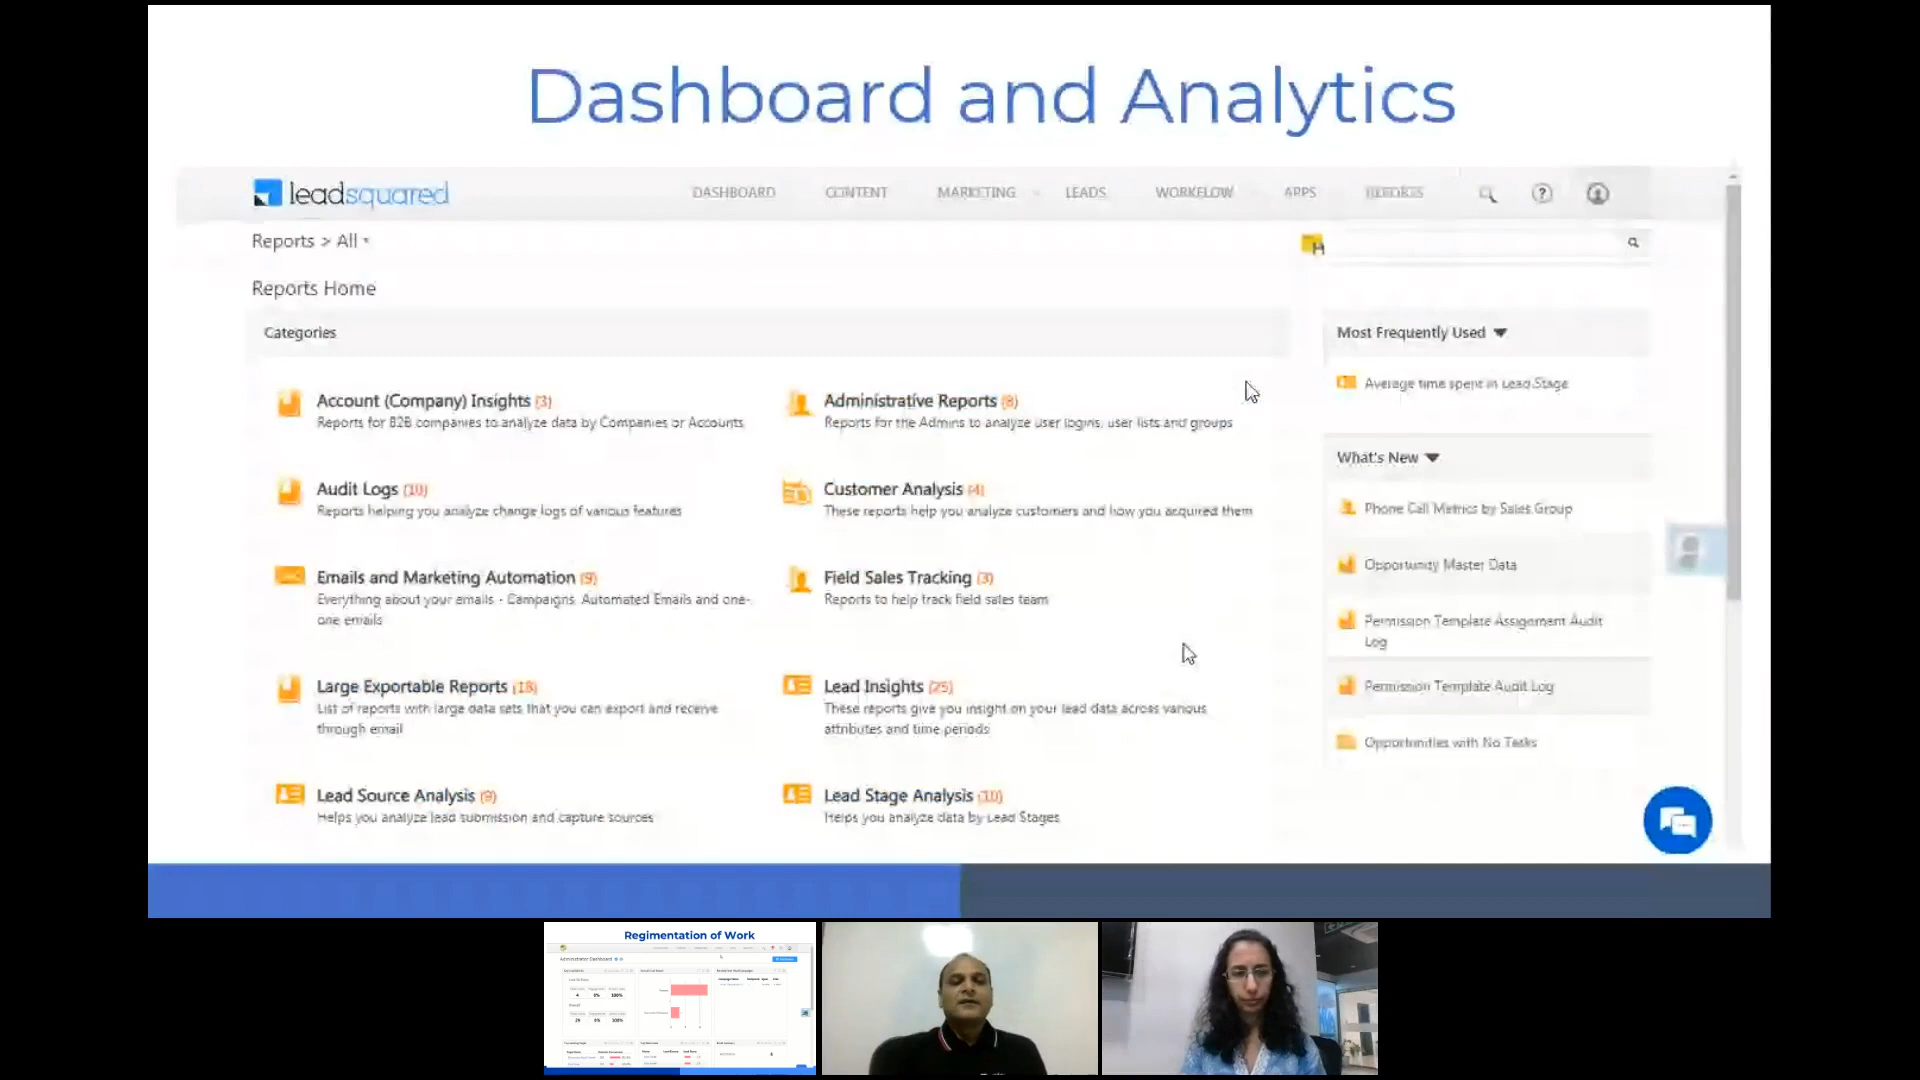 Dashboard and Analytics
leadsquared
DASHBOARD CONTENT MARKETING LEADS WORKFLOW APPS
Reports > All
Reports Home
Categories
Account (Company) Insights (3)
Reports for B2B companies to analyze data by Companies or Accounts
Administrative Reports (8)
Reports for the Admins to analyze user logins, user lists and groups
Audit Logs (10)
Reports helping you analyze change logs of various features
Customer Analysis (4)
These reports help you analyze customers and how you acquired them
Emails and Marketing Automation (9)
Everything about your emails - Campaigns, Automated Emails and one-
one emails
Field Sales Tracking (3)
Reports to help track field sales team
Large Exportable Reports (18)
List of reports with large data sets that you can export and receive
through email
Lead Insights (25)
These reports give you insight on your lead data across various
attributes and time periods
Lead Source Analysis (9)
Helps you analyze lead submission and capture sources
Lead Stage Analysis (10)
Helps you analyze data by Lead Stages
Most Frequently Used
Average time spent in Lead Stage
What's New
Phone Call Metrics by Sales Group
Opportunity Master Data
Permission Template Assignment Audit
Log
Permission Template Audit Log
Opportunities with No Tasks
Regimentation of Work
Administrator Dashboard